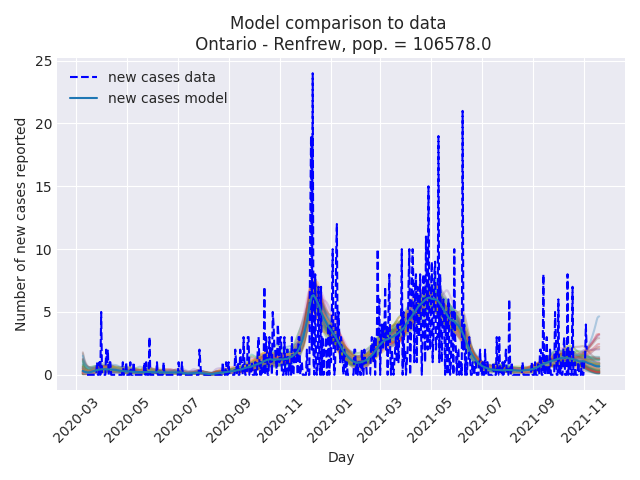 Model comparison to data
Ontario - Renfrew, pop. = 106578.0
25
20
15
10
5
0
Number of new cases reported
new cases data
new cases model
2020-03
2020-05
2020-07
2020-09
2020-11
2021-01
2021-03
2021-05
2021-07
2021-09
2021-11
Day